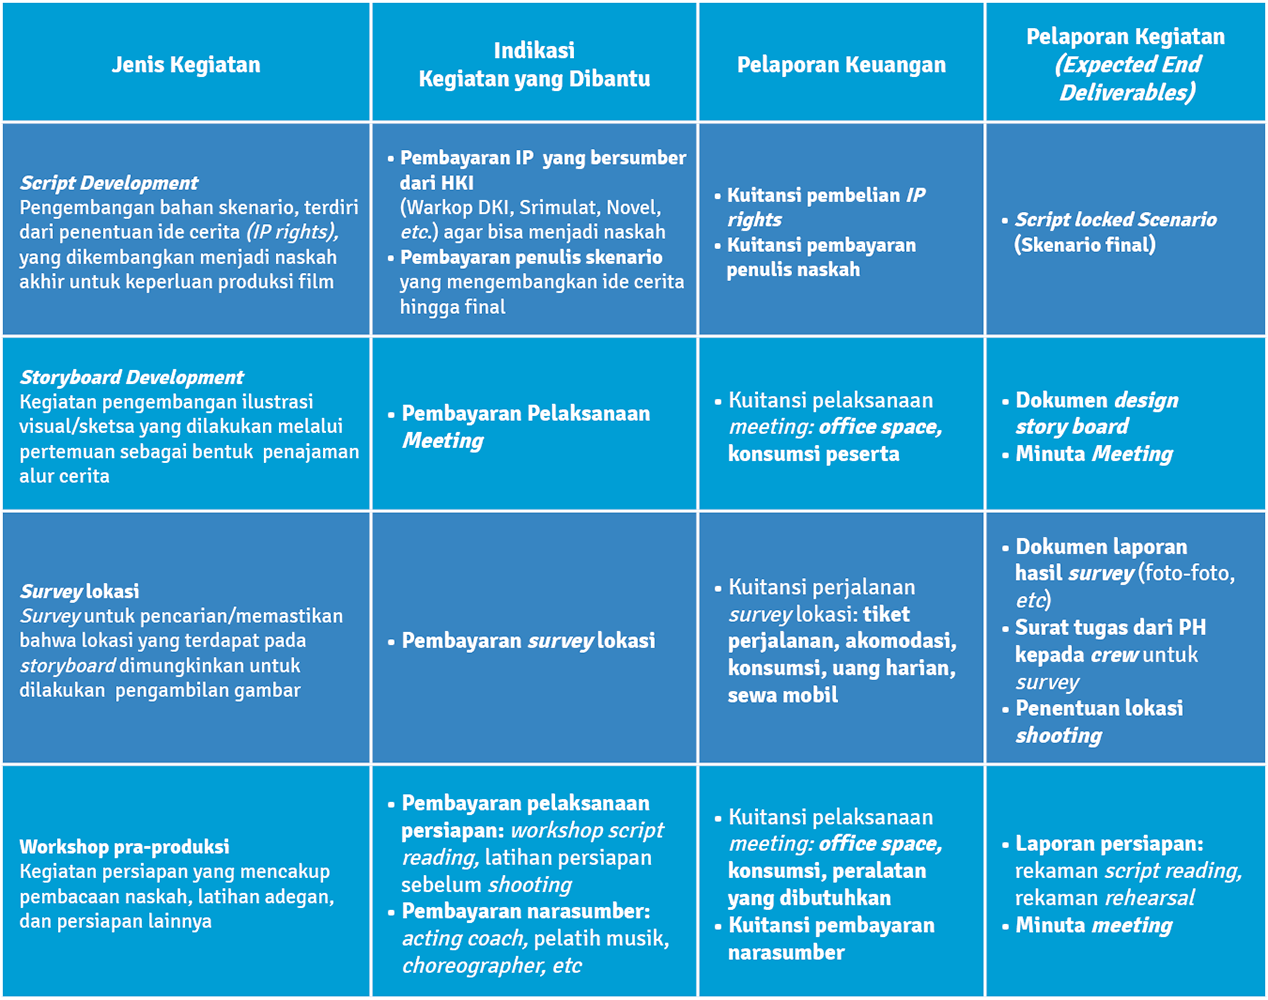 Jenis Kegiatan
Indikasi
Kegiatan yang Dibantu
Pelaporan Keuangan
Pelaporan Kegiatan
(Expected End
Deliverables)
Script Development
Pengembangan bahan skenario, terdiri
dari penentuan ide cerita (IP rights),
yang dikembangkan menjadi naskah
akhir untuk keperluan produksi film
• Pembayaran IP yang bersumber
dari HKI
(Warkop DKI, Srimulat, Novel,
etc.) agar bisa menjadi naskah
• Pembayaran penulis skenario
yang mengembangkan ide cerita
hingga final
• Kuitansi pembelian IP
rights
• Kuitansi pembayaran
penulis naskah
• Script locked Scenario
(Skenario final)
Storyboard Development
Kegiatan pengembangan ilustrasi
visual/sketsa yang dilakukan melalui
pertemuan sebagai bentuk penajaman
alur cerita
• Pembayaran Pelaksanaan
Meeting
• Kuitansi pelaksanaan
meeting: office space,
konsumsi peserta
• Dokumen design
story board
• Minuta Meeting
Survey lokasi
Survey untuk pencarian/memastikan
bahwa lokasi yang terdapat pada
storyboard dimungkinkan untuk
dilakukan pengambilan gambar
• Pembayaran survey lokasi
• Kuitansi perjalanan
survey lokasi: tiket
perjalanan, akomodasi,
konsumsi, uang harian,
sewa mobil
• Dokumen laporan
hasil survey (foto-foto,
etc)
• Surat tugas dari PH
kepada crew untuk
survey
• Penentuan lokasi
shooting
Workshop pra-produksi
Kegiatan persiapan yang mencakup
pembacaan naskah, latihan adegan,
dan persiapan lainnya
• Pembayaran pelaksanaan
persiapan: workshop script
reading, latihan persiapan
sebelum shooting
• Pembayaran narasumber:
acting coach, pelatih musik,
choreographer, etc
• Kuitansi pelaksanaan
meeting: office space,
konsumsi, peralatan
yang dibutuhkan
• Kuitansi pembayaran
narasumber
• Laporan persiapan:
rekaman script reading,
rekaman rehearsal
• Minuta meeting